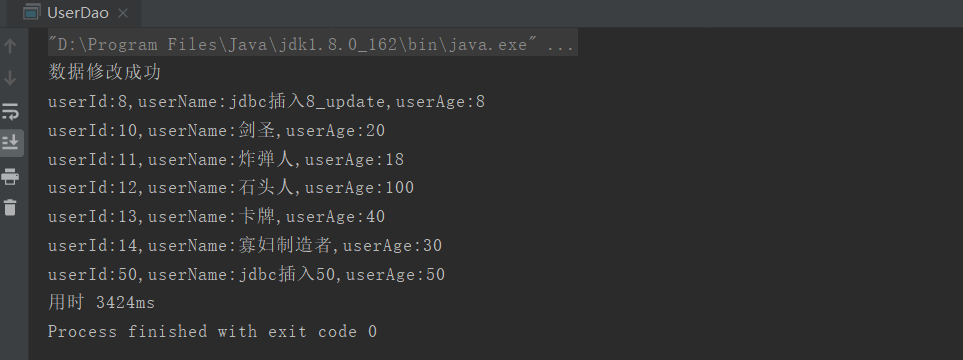 UserDao
"D:\Program Files\Java\jdk1.8.0_162\bin\java.exe" ...
数据修改成功
userId:8,userName:jdbc插入8_update,userAge:8
userId:10,userName:剑圣,userAge:20
userId:11,userName:炸弹人,userAge:18
userId:12,userName:石头人,userAge:100
userId:13,userName:卡牌,userAge:40
userId:14,userName:寡妇制造者,userAge:30
userId:50,userName:jdbc插入50,userAge:50
用时 3424ms
Process finished with exit code 0